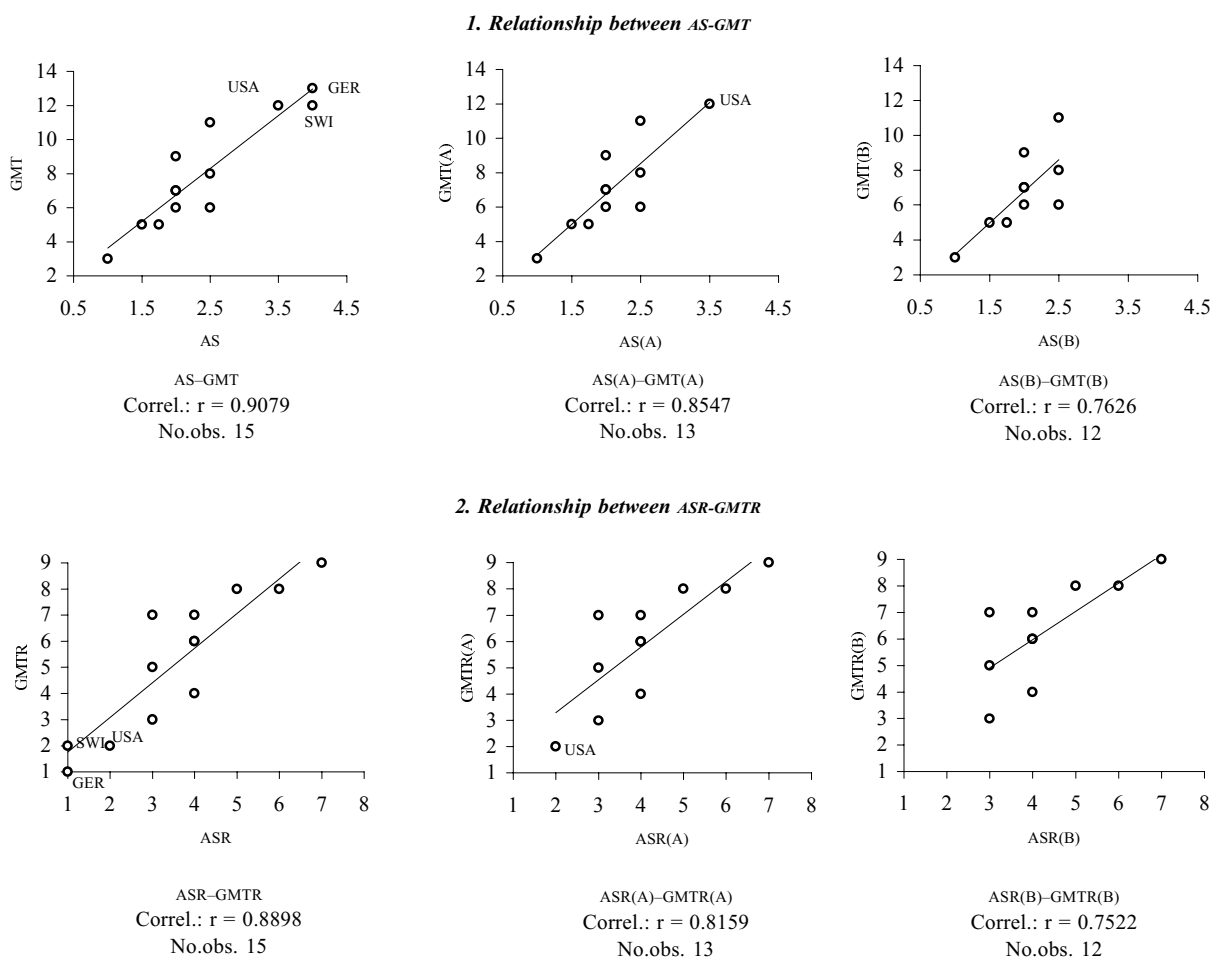 1. Relationship between AS-GMT
14
12
10
8
6
4
2
GMT
USA
GER
SWI
0.5 1.5 2.5 3.5 4.5
AS
AS–GMT
Correl.: r = 0.9079
No.obs. 15
14
12
10
8
6
4
2
GMT(A)
USA
0.5 1.5 2.5 3.5 4.5
AS(A)
AS(A)–GMT(A)
Correl.: r = 0.8547
No.obs. 13
14
12
10
8
6
4
2
GMT(B)
0.5 1.5 2.5 3.5 4.5
AS(B)
AS(B)–GMT(B)
Correl.: r = 0.7626
No.obs. 12
2. Relationship between ASR-GMTR
9
8
7
6
5
4
3
2
1
GMTR
SWI
USA
GER
1 2 3 4 5 6 7 8
ASR
ASR–GMTR
Correl.: r = 0.8898
No.obs. 15
9
8
7
6
5
4
3
2
1
GMTR(A)
USA
1 2 3 4 5 6 7 8
ASR(A)
ASR(A)–GMTR(A)
Correl.: r = 0.8159
No.obs. 13
9
8
7
6
5
4
3
2
1
GMTR(B)
1 2 3 4 5 6 7 8
ASR(B)
ASR(B)–GMTR(B)
Correl.: r = 0.7522
No.obs. 12